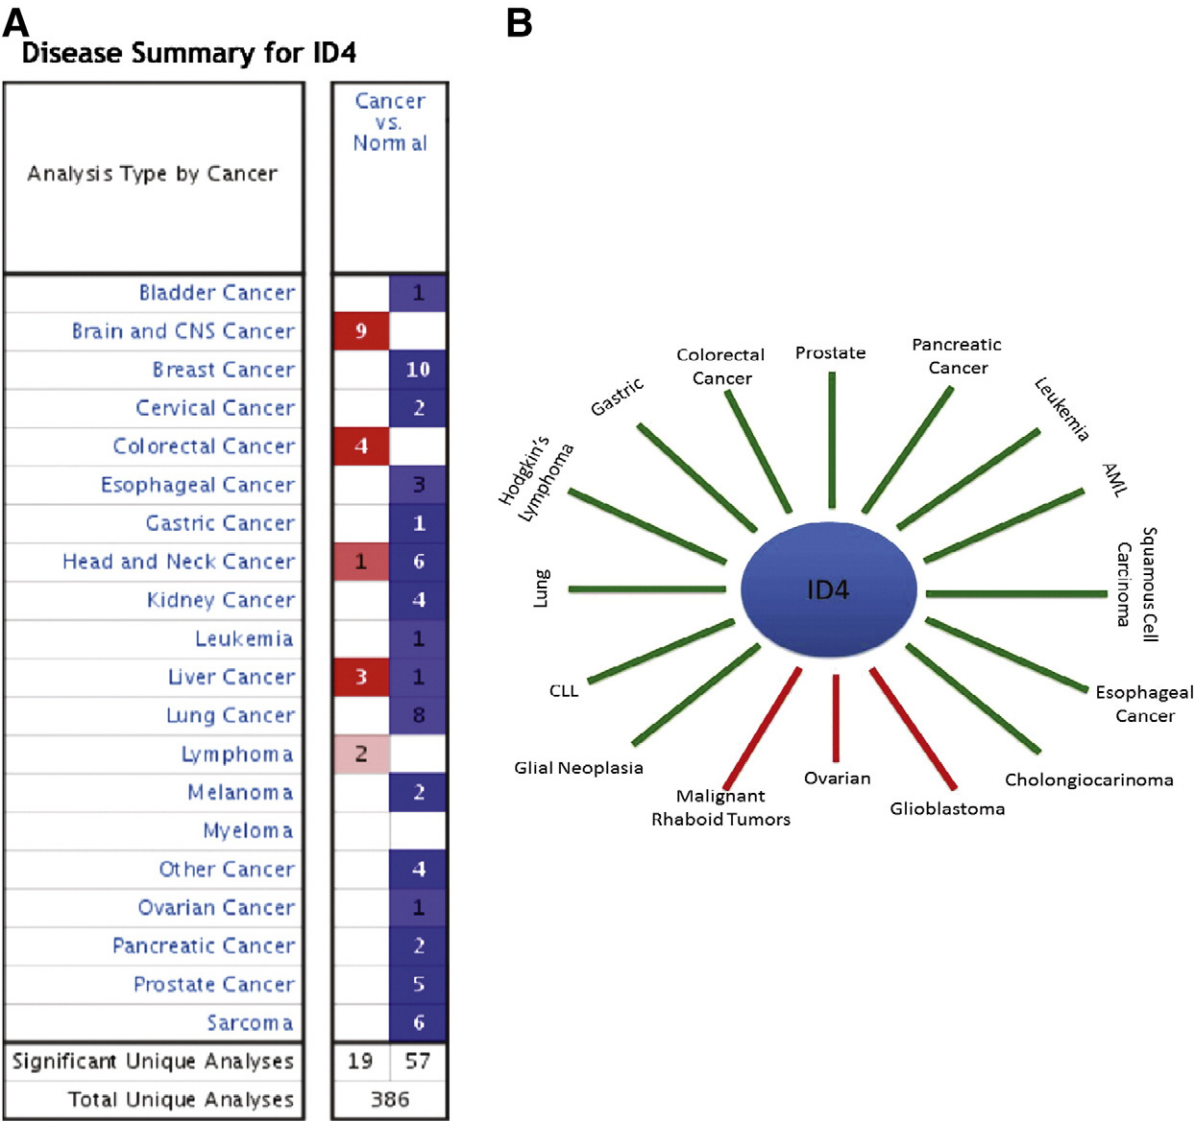 A
Disease Summary for ID4
Analysis Type by Cancer
Cancer
vs.
Normal
Bladder Cancer 1
Brain and CNS Cancer 9
Breast Cancer 10
Cervical Cancer 2
Colorectal Cancer 4
Esophageal Cancer 3
Gastric Cancer 1
Head and Neck Cancer 1 6
Kidney Cancer 4
Leukemia 1
Liver Cancer 3 1
Lung Cancer 8
Lymphoma 2
Melanoma 2
Myeloma
Other Cancer 4
Ovarian Cancer 1
Pancreatic Cancer 2
Prostate Cancer 5
Sarcoma 6
Significant Unique Analyses 19 57
Total Unique Analyses 386
B
Hodgkin's
Lymphoma
Gastric
Colorectal
Cancer
Prostate
Pancreatic
Cancer
Leukemia
AML
Squamous Cell
Carcinoma
Lung
ID4
CLL
Esophageal
Cancer
Glial Neoplasia
Malignant
Rhaboid Tumors
Ovarian
Glioblastoma
Cholongiocarinoma